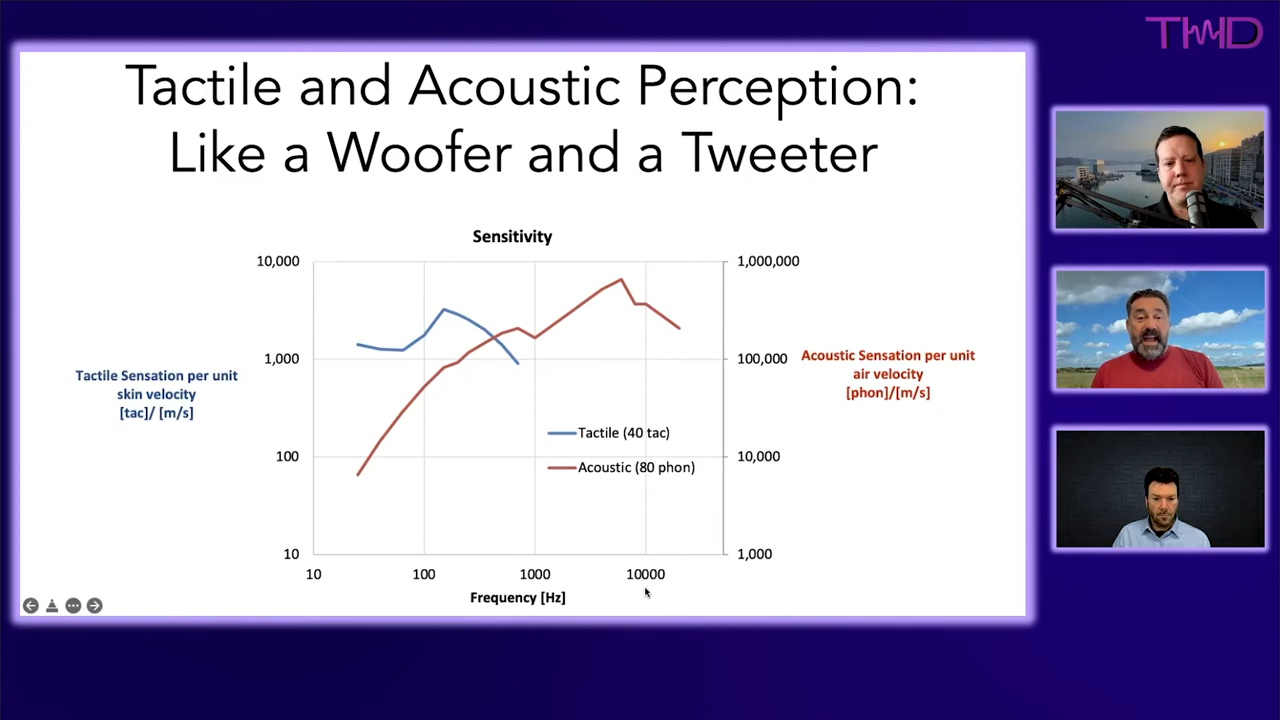 TWD
Tactile and Acoustic Perception:
Like a Woofer and a Tweeter
Sensitivity
10,000
1,000
100
10
1,000,000
100,000
10,000
1,000
Tactile Sensation per unit
skin velocity
[tac]/ [m/s]
Acoustic Sensation per unit
air velocity
[phon]/[m/s]
Tactile (40 tac)
Acoustic (80 phon)
10 100 1000 10000
Frequency [Hz]